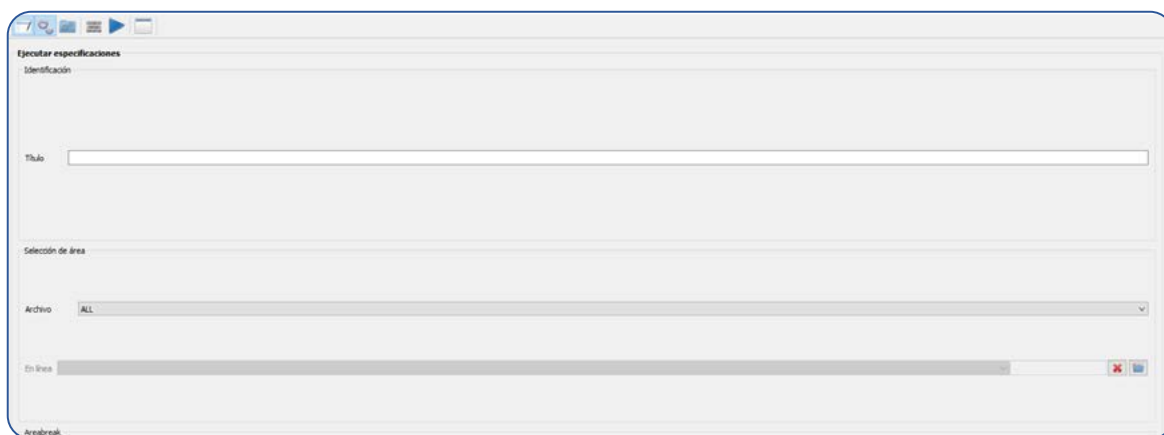 Ejecutar especificaciones
Identificación
Título
Selección de área
Archivo ALL
En línea
Areabreak